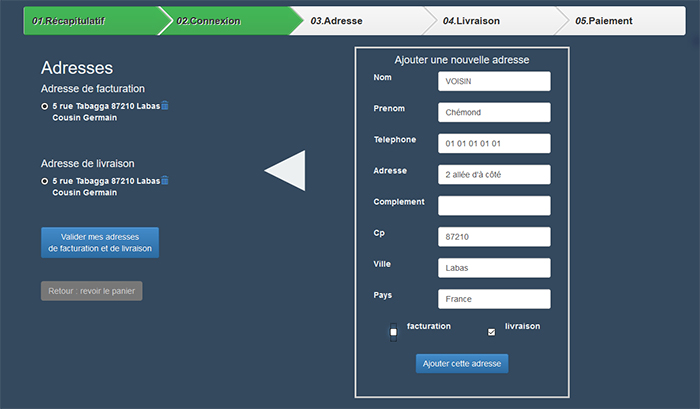 01.Récapitulatif 02.Connexion 03.Adresse 04.Livraison 05.Paiement
Adresses
Adresse de facturation
5 rue Tabagga 87210 Labas
Cousin Germain
Adresse de livraison
5 rue Tabagga 87210 Labas
Cousin Germain
Valider mes adresses
de facturation et de livraison
Retour : revoir le panier
Ajouter une nouvelle adresse
Nom VOISIN
Prenom Chémond
Telephone 01 01 01 01 01
Adresse 2 allée d'à côté
Complement
Cp 87210
Ville Labas
Pays France
facturation livraison
Ajouter cette adresse